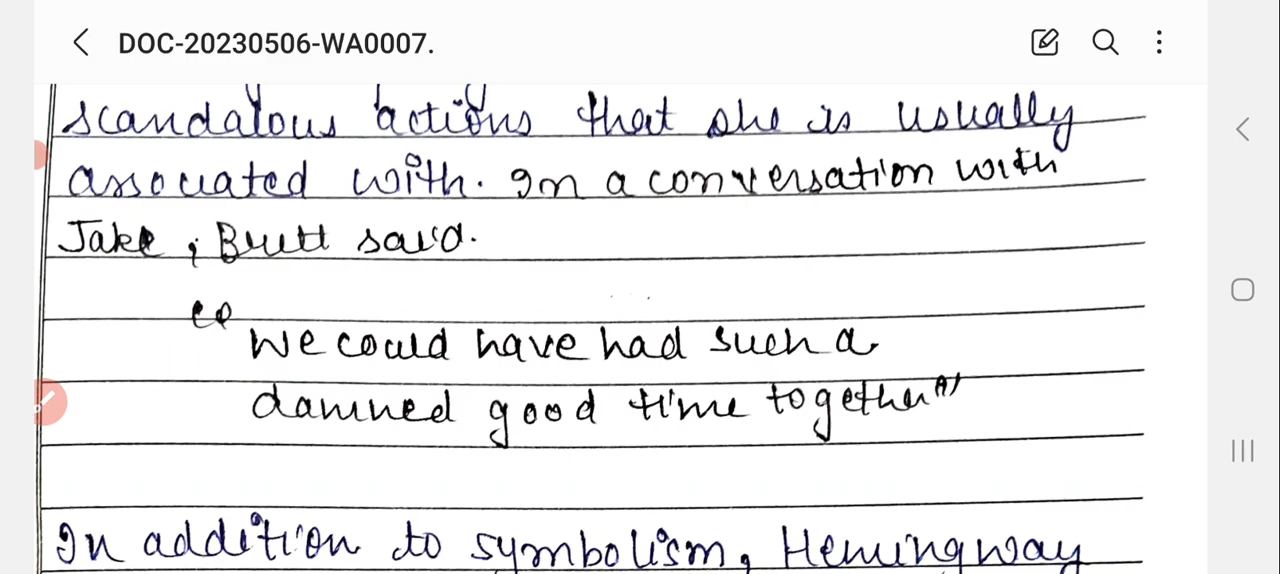 DOC-20230506-WA0007.
scandalous actions that she is usually
associated with. In a conversation with
Jake ; Brett said.
“ We could have had such a
damned good time together”
In addition to symbolism, Hemingway